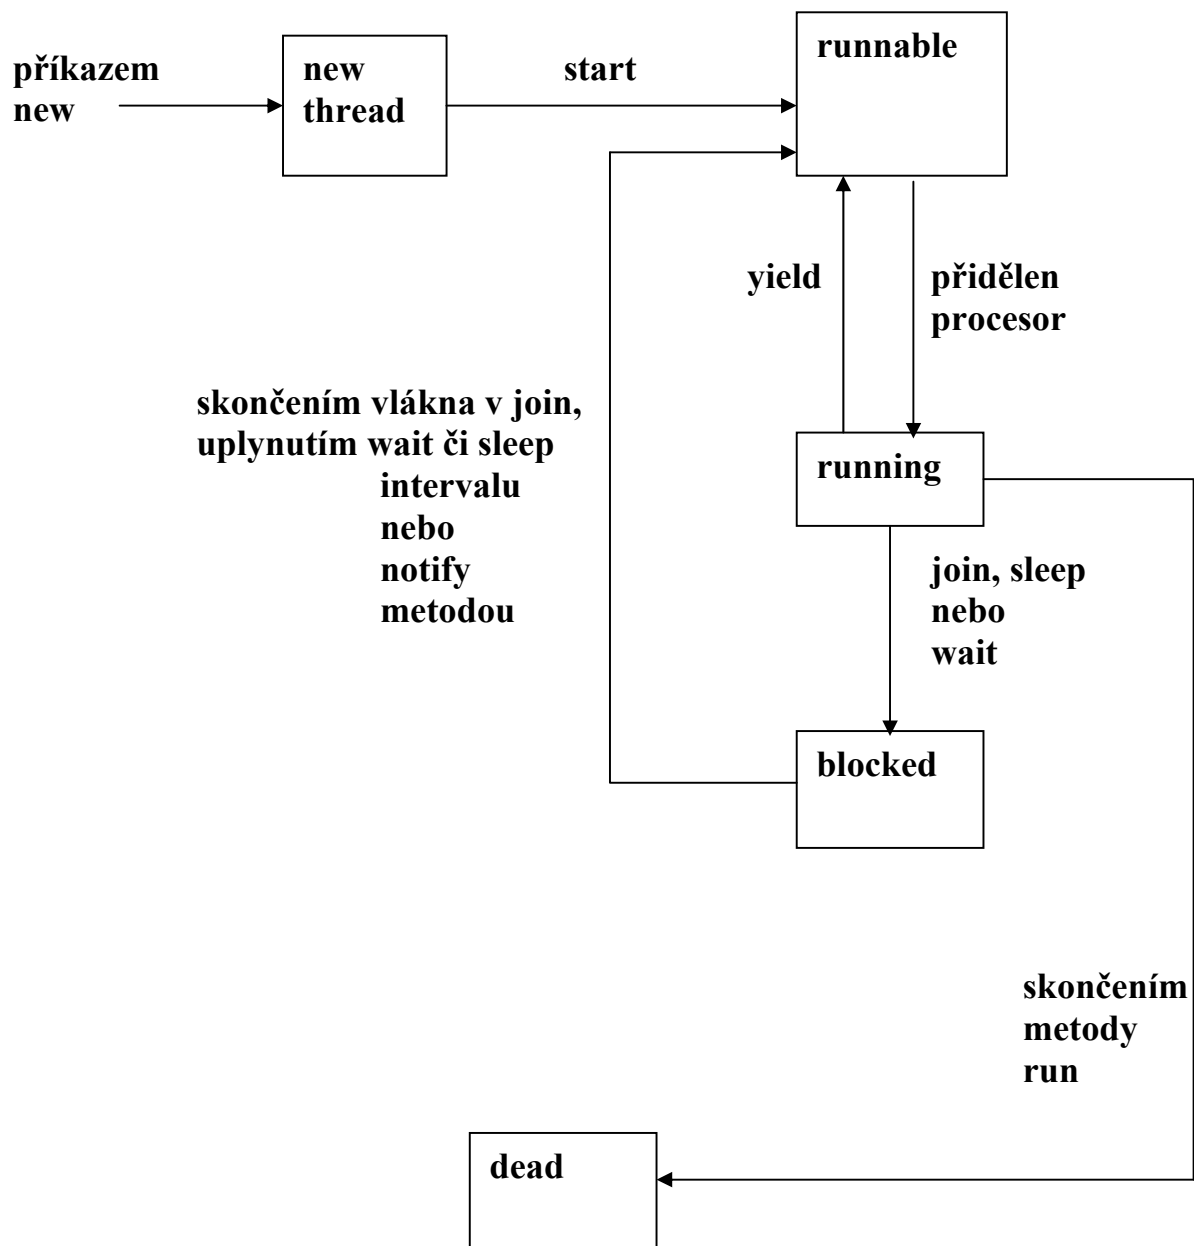 příkazem
new
new
thread
start
runnable
yield
přidělen
procesor
skončením vlákna v join,
uplynutím wait či sleep
intervalu
nebo
notify
metodou
running
join, sleep
nebo
wait
blocked
skončením
metody
run
dead